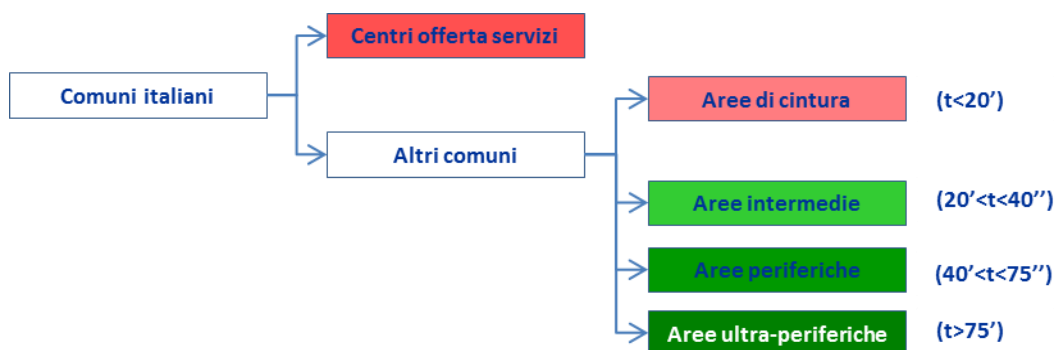 Centri offerta servizi
Comuni italiani
Aree di cintura (t<20’)
Altri comuni
Aree intermedie (20’<t<40’’)
Aree periferiche (40’<t<75’’)
Aree ultra-periferiche (t>75’)